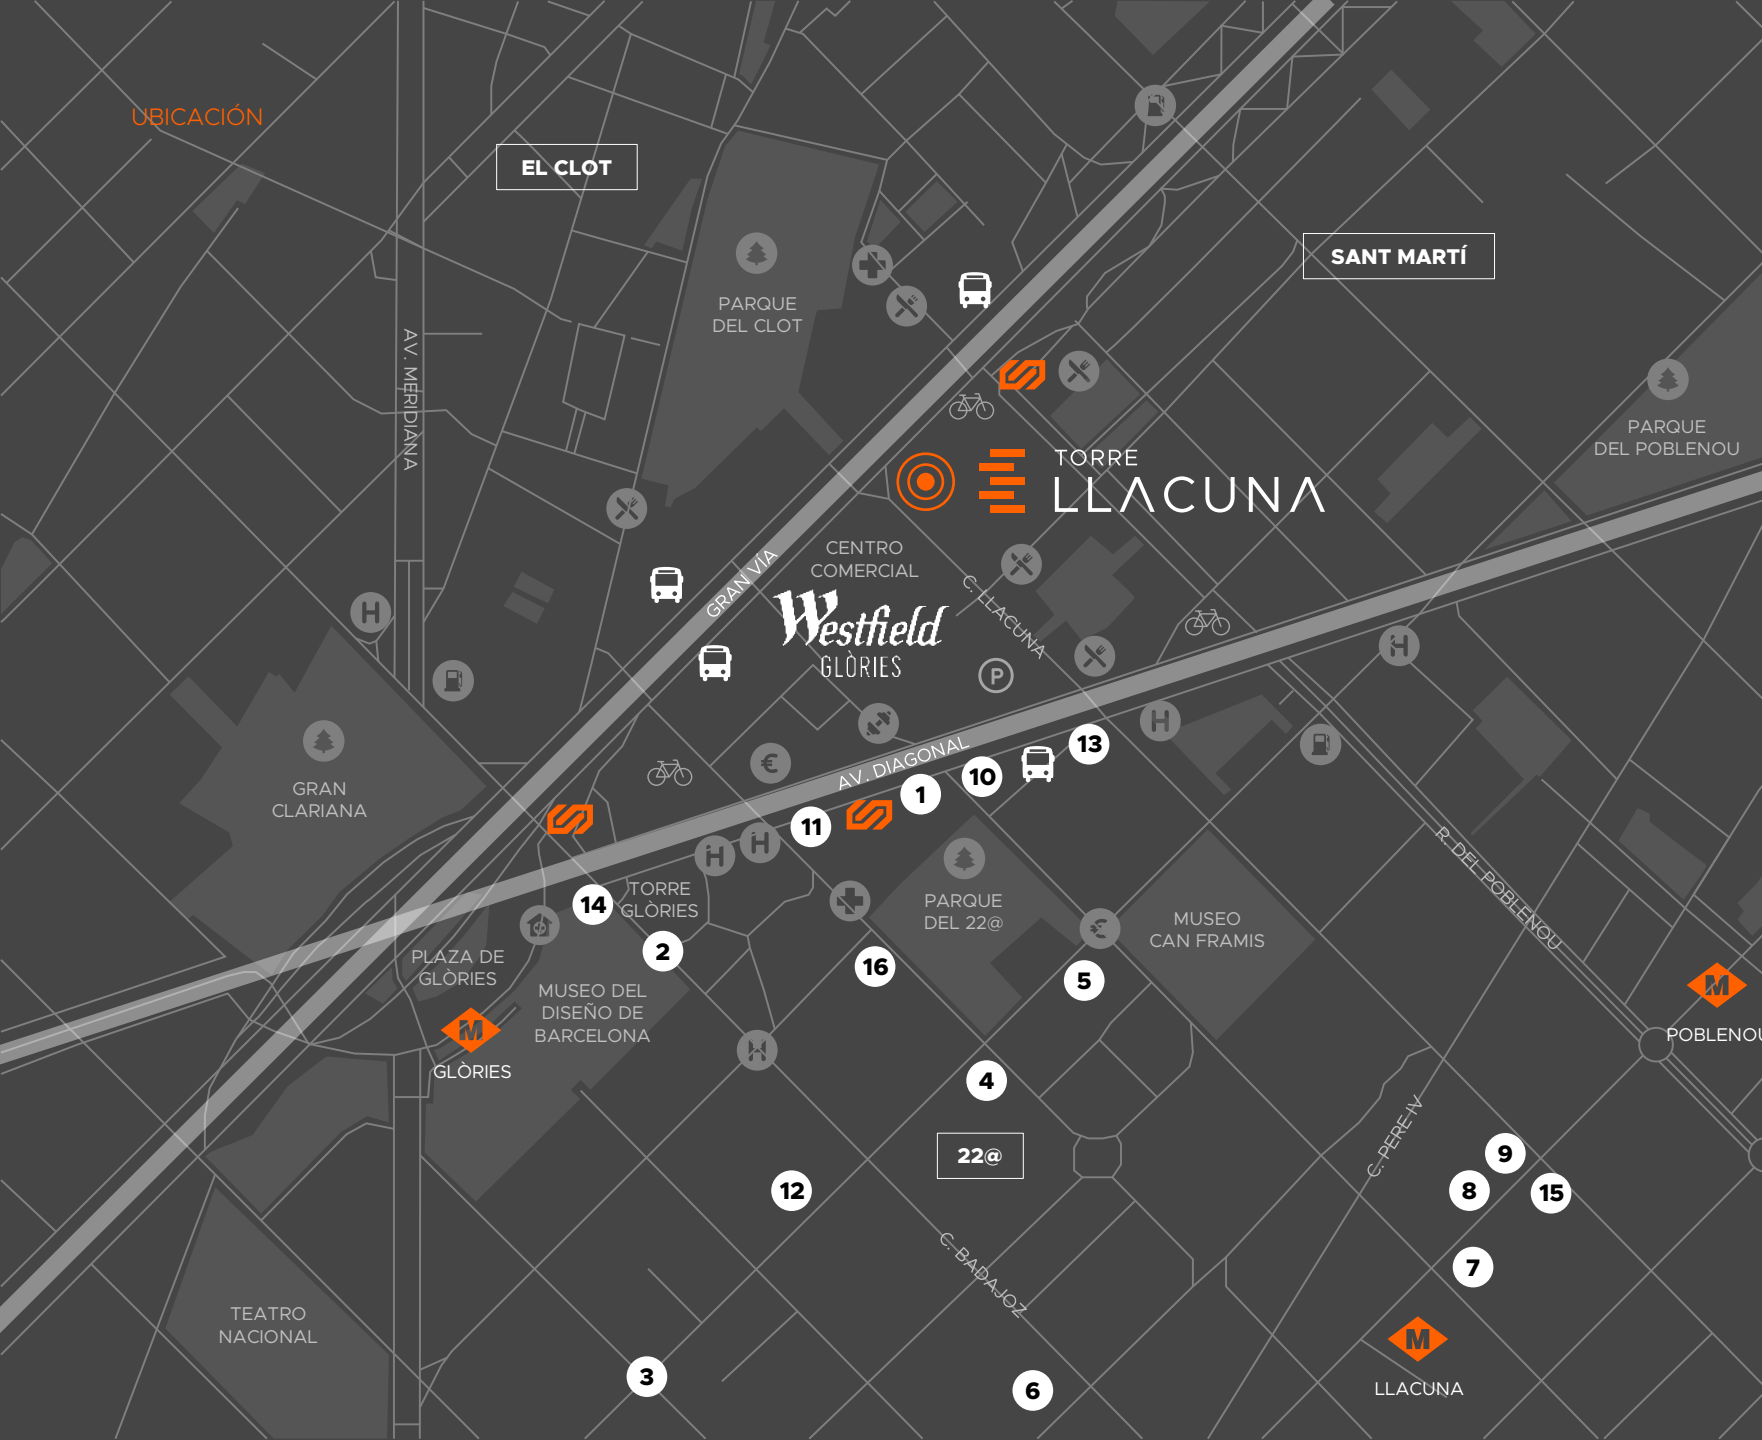 UBICACIÓN
EL CLOT
SANT MARTÍ
PARQUE
DEL CLOT
AV. MERIDIANA
PARQUE
DEL POBLENOU
TORRE
LLACUNA
CENTRO
COMERCIAL
Westfield
GLÒRIES
GRAN VÍA
C. LLACUNA
H
H
P
H
GRAN
CLARIANA
€
AV. DIAGONAL
13
10
1
11
H
H
R. DEL POBLENOU
TORRE
GLÒRIES
14
2
PARQUE
DEL 22@
€
MUSEO
CAN FRAMIS
16
5
PLAZA DE
GLÒRIES
MUSEO DEL
DISEÑO DE
BARCELONA
M
GLÒRIES
H
M
POBLENOU
4
22@
12
C. PERE IV
9
8
15
7
C. BADAJOZ
TEATRO
NACIONAL
3
6
M
LLACUNA